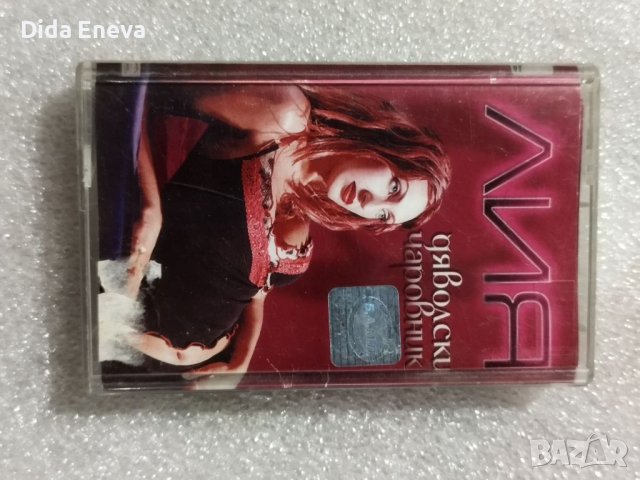 Dida Eneva
ЛИЯ
дяволски
чаровник
BAZAR